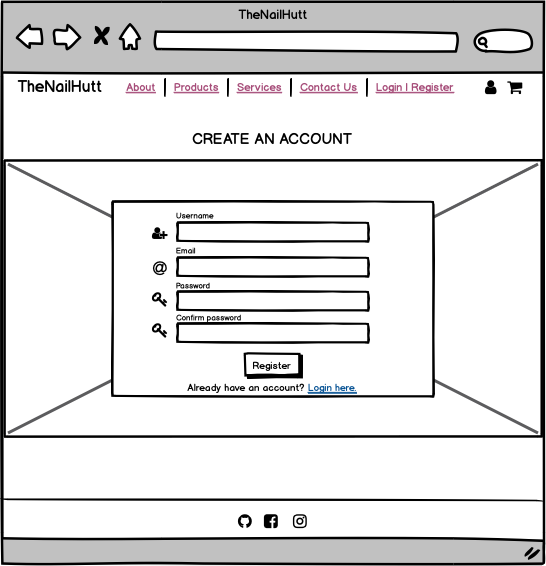 TheNailHutt
TheNailHutt About Products Services Contact Us Login | Register
CREATE AN ACCOUNT
Username
Email
@
Password
Confirm password
Register
Already have an account? Login here.